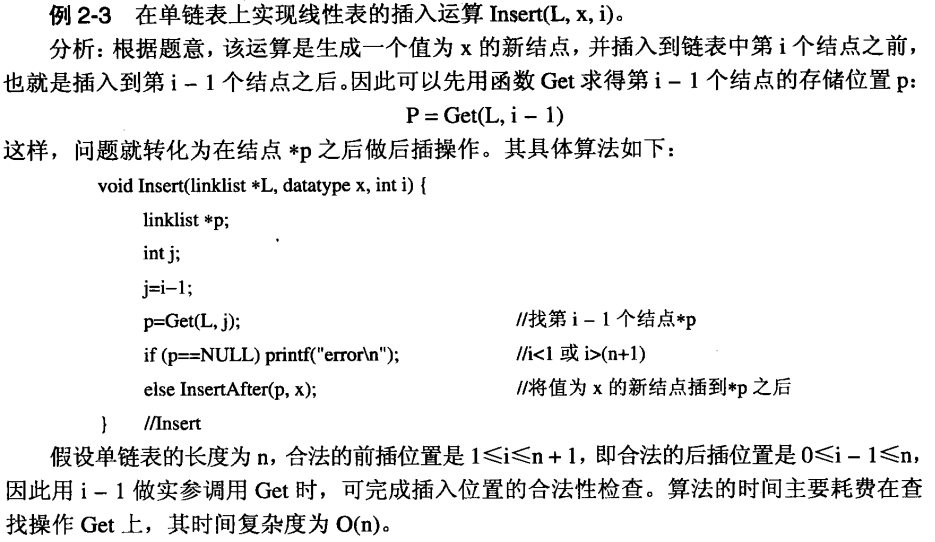 例 2-3 在单链表上实现线性表的插入运算 Insert(L, x, i)。
分析：根据题意，该运算是生成一个值为 x 的新结点，并插入到链表中第 i 个结点之前，
也就是插入到第 i – 1 个结点之后。因此可以先用函数 Get 求得第 i – 1 个结点的存储位置 p：
P = Get(L, i – 1)
这样，问题就转化为在结点 *p 之后做后插操作。其具体算法如下：
void Insert(linklist *L, datatype x, int i) {
linklist *p;
int j;
j=i–1;
p=Get(L, j); //找第 i – 1 个结点*p
if (p==NULL) printf("error\n"); //i<1 或 i>(n+1)
else InsertAfter(p, x); //将值为 x 的新结点插到*p 之后
} //Insert
假设单链表的长度为 n，合法的前插位置是 1≤i≤n + 1，即合法的后插位置是 0≤i – 1≤n，
因此用 i – 1 做实参调用 Get 时，可完成插入位置的合法性检查。算法的时间主要耗费在查
找操作 Get 上，其时间复杂度为 O(n)。